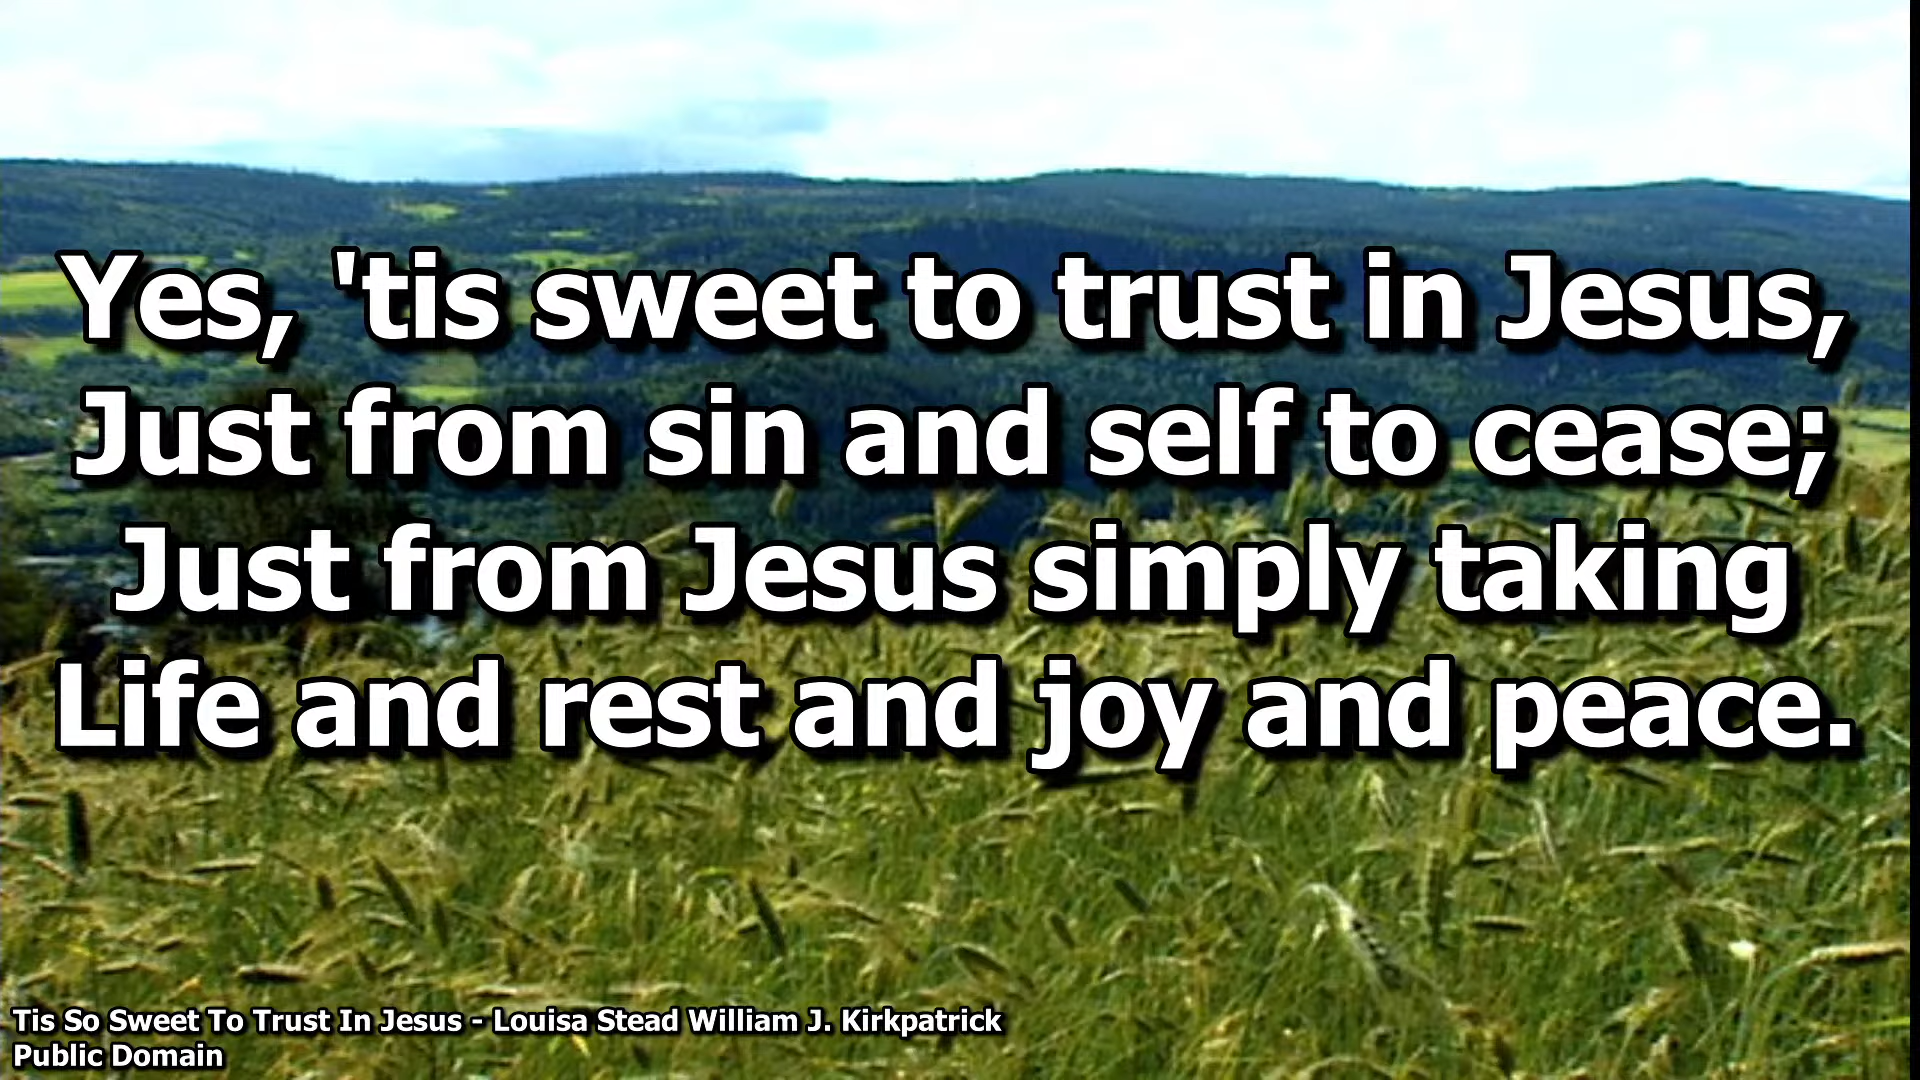 Yes, 'tis sweet to trust in Jesus,
Just from sin and self to cease;
Just from Jesus simply taking
Life and rest and joy and peace.
Tis So Sweet To Trust In Jesus - Louisa Stead William J. Kirkpatrick
Public Domain